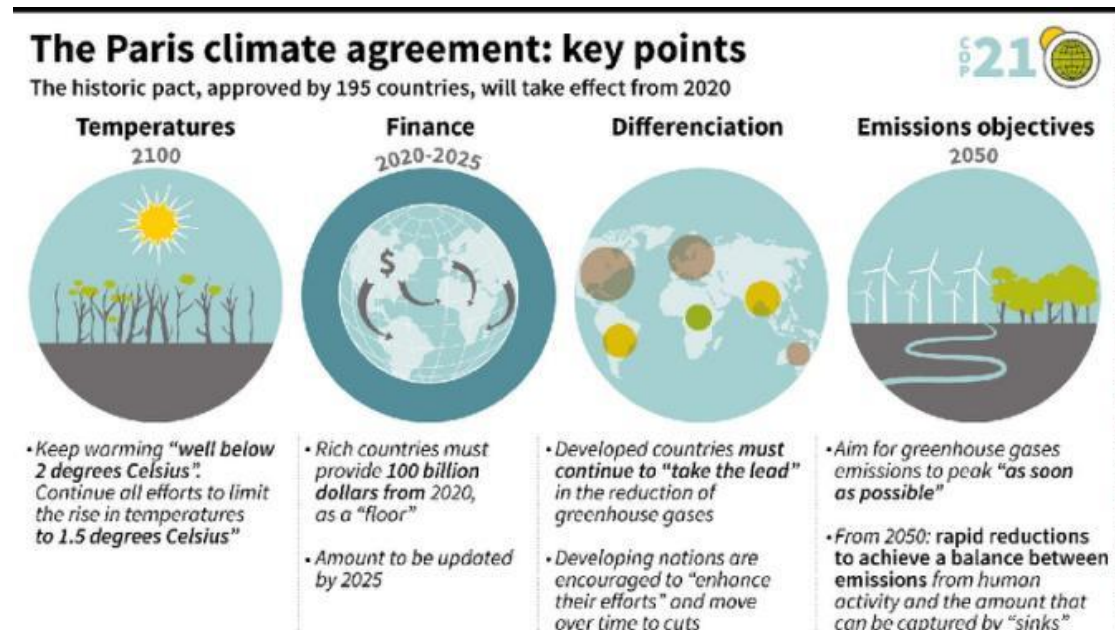 The Paris climate agreement: key points
COP 21
The historic pact, approved by 195 countries, will take effect from 2020
Temperatures
2100
• Keep warming “well below
2 degrees Celsius”.
Continue all efforts to limit
the rise in temperatures
to 1.5 degrees Celsius”
Finance
2020-2025
$
• Rich countries must
provide 100 billion
dollars from 2020,
as a “floor”
• Amount to be updated
by 2025
Differenciation
• Developed countries must
continue to “take the lead”
in the reduction of
greenhouse gases
• Developing nations are
encouraged to “enhance
their efforts” and move
over time to cuts
Emissions objectives
2050
• Aim for greenhouse gases
emissions to peak “as soon
as possible”
• From 2050: rapid reductions
to achieve a balance between
emissions from human
activity and the amount that
can be captured by “sinks”